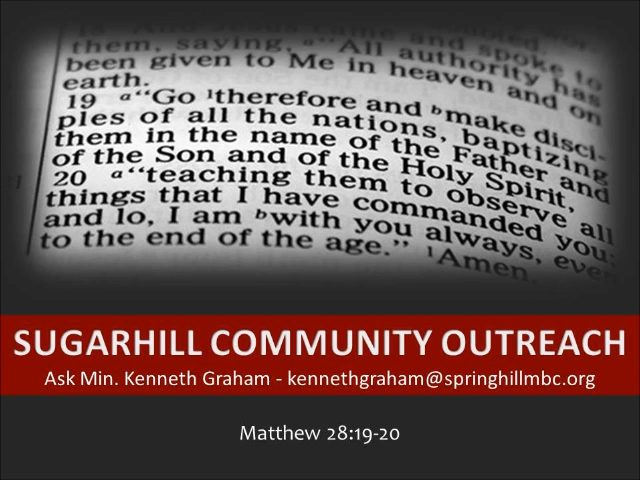 them, saying, a"All authority has
been given to Me in heaven and on
earth.
19 a"Go 1therefore and bmake disci-
ples of all the nations, baptizing
them in the name of the Father and
of the Son and of the Holy Spirit,
20 a"teaching them to observe all
things that I have commanded you;
and lo, I am bwith you always, even
to the end of the age." 1Amen.
SUGARHILL COMMUNITY OUTREACH
Ask Min. Kenneth Graham - kennethgraham@springhillmbc.org
Matthew 28:19-20